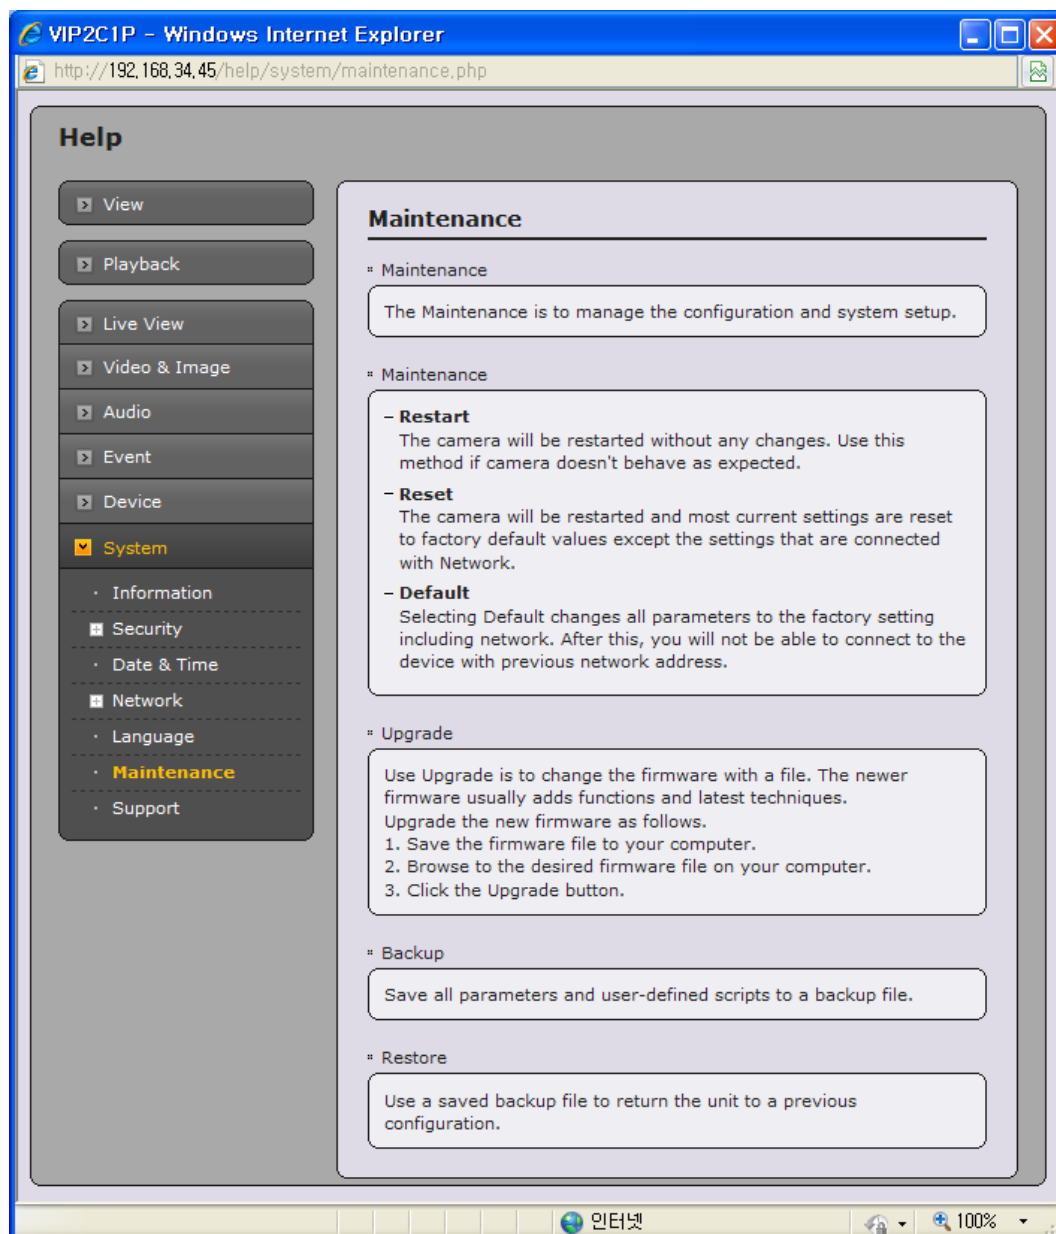 VIP2C1P - Windows Internet Explorer
http://192,168,34,45/help/system/maintenance,php
Help
View
Playback
Live View
Video & Image
Audio
Event
Device
System
Information
Security
Date & Time
Network
Language
Maintenance
Support
Maintenance
Maintenance
The Maintenance is to manage the configuration and system setup.
Maintenance
– Restart
The camera will be restarted without any changes. Use this
method if camera doesn't behave as expected.
– Reset
The camera will be restarted and most current settings are reset
to factory default values except the settings that are connected
with Network.
– Default
Selecting Default changes all parameters to the factory setting
including network. After this, you will not be able to connect to the
device with previous network address.
Upgrade
Use Upgrade is to change the firmware with a file. The newer
firmware usually adds functions and latest techniques.
Upgrade the new firmware as follows.
1. Save the firmware file to your computer.
2. Browse to the desired firmware file on your computer.
3. Click the Upgrade button.
Backup
Save all parameters and user-defined scripts to a backup file.
Restore
Use a saved backup file to return the unit to a previous
configuration.
인터넷
100%